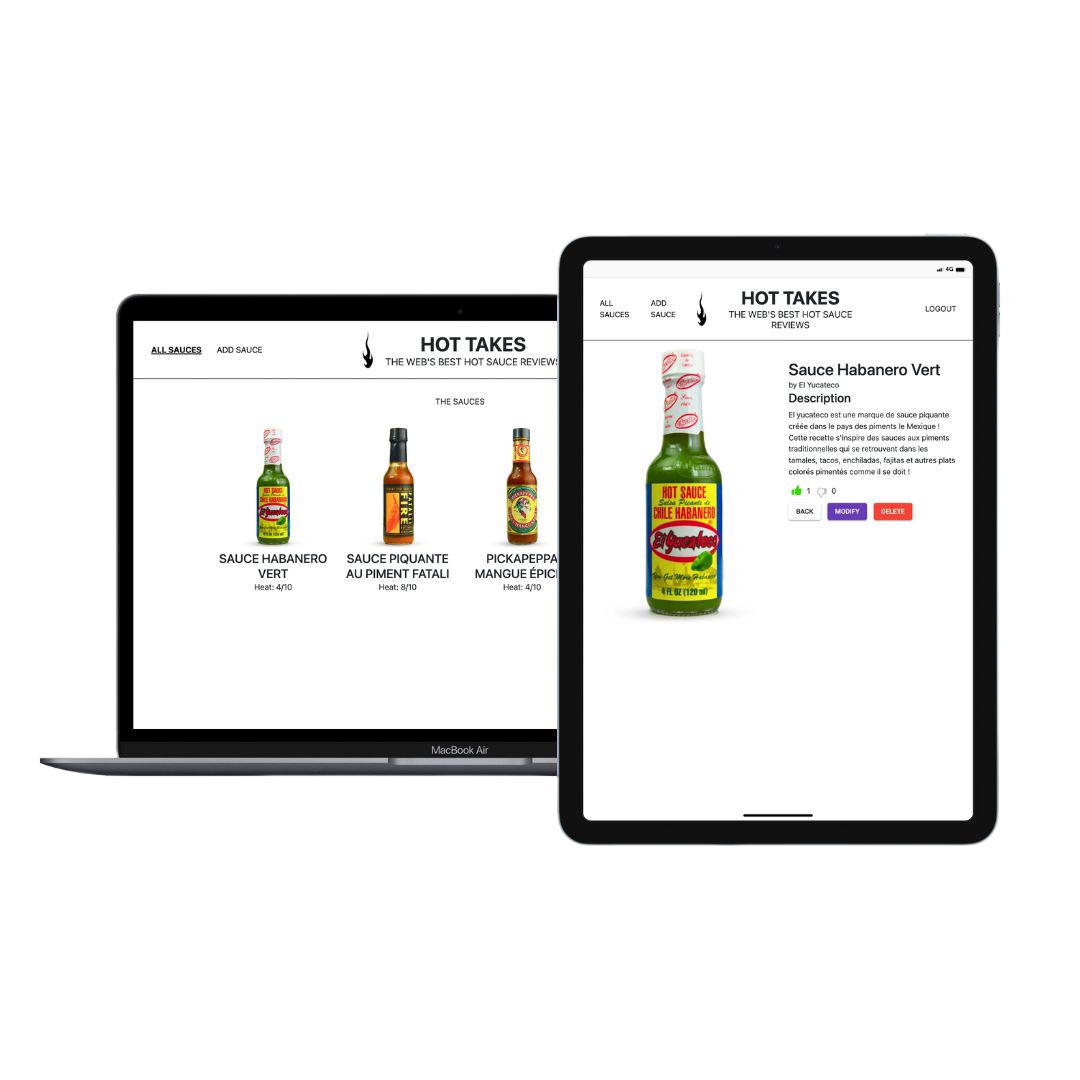 ALL SAUCES
ADD SAUCE
HOT TAKES
THE WEB'S BEST HOT SAUCE REVIEWS
THE SAUCES
FIRE
SAUCE HABANERO
VERT
Heat: 4/10
SAUCE PIQUANTE
AU PIMENT FATALI
Heat: 8/10
PICKAPEPPA
MANGUE ÉPIC
Heat: 4/10
MacBook Air
4G
ALL
SAUCES
ADD
SAUCE
HOT TAKES
THE WEB'S BEST HOT SAUCE
REVIEWS
LOGOUT
HOT SAUCE
Salsa Picante de
CHILE HABANERO
El Yucateco
You Get More Habanero
4 FL OZ (120 ml)
Sauce Habanero Vert
by El Yucateco
Description
El yucateco est une marque de sauce piquante
créée dans le pays des piments le Mexique !
Cette recette s'inspire des sauces aux piments
traditionnelles qui se retrouvent dans les
tamales, tacos, enchiladas, fajitas et autres plats
colorés pimentés comme il se doit !
1
0
BACK
MODIFY
DELETE